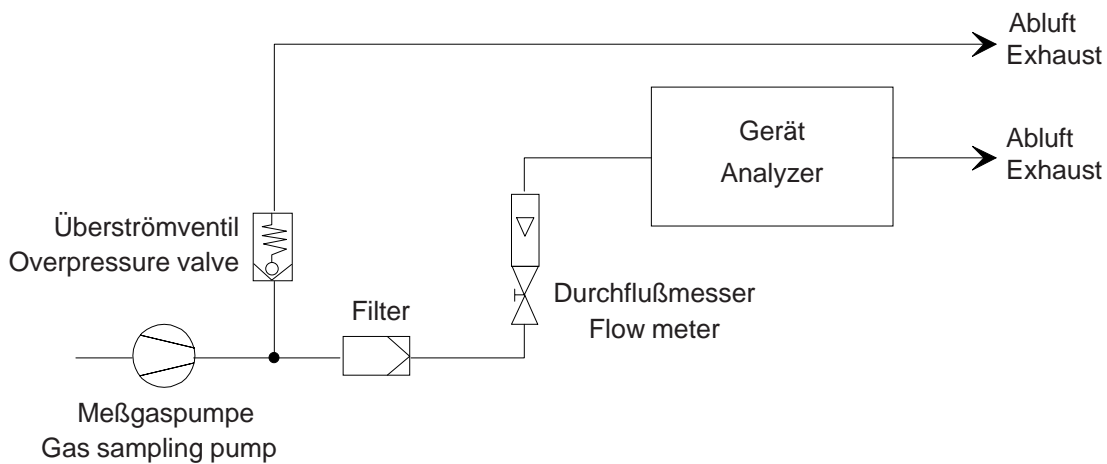 Abluft
Exhaust
Gerät
Analyzer
Abluft
Exhaust
Überströmventil
Overpressure valve
Filter
Durchflußmesser
Flow meter
Meßgaspumpe
Gas sampling pump